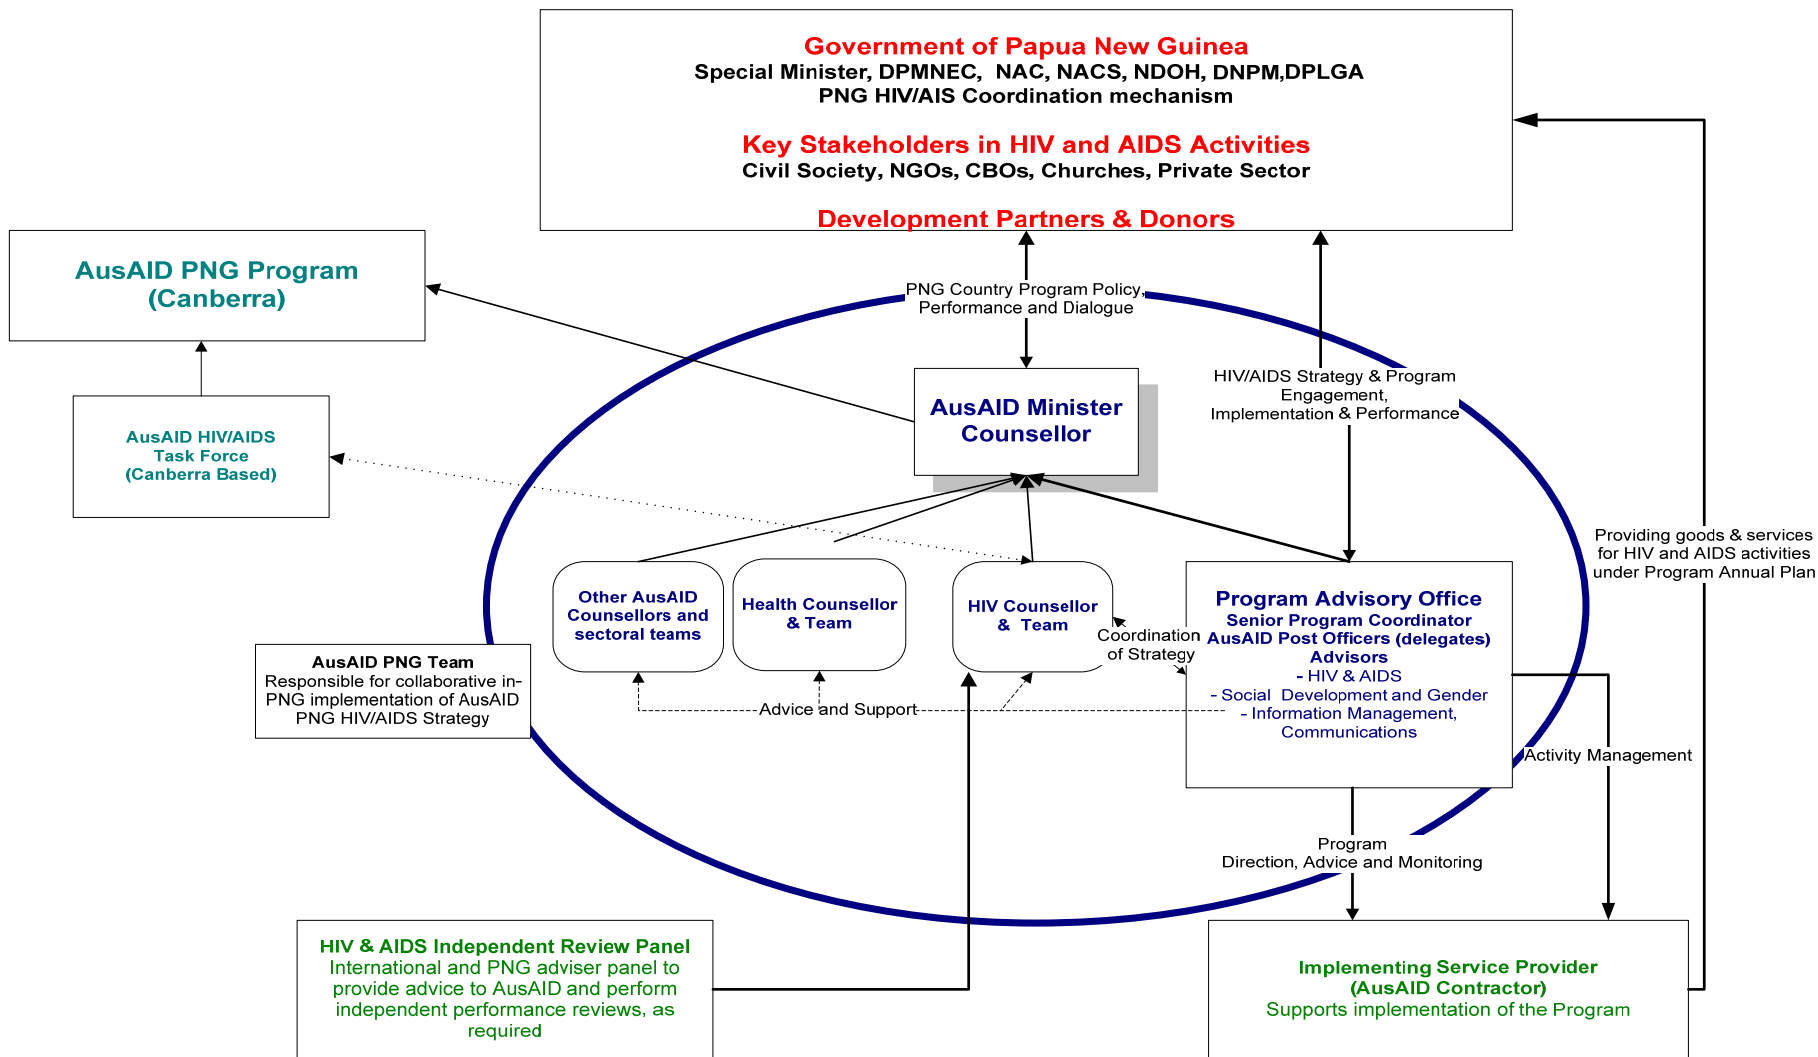 Government of Papua New Guinea
Special Minister, DPMNEC, NAC, NACS, NDOH, DNPM,DPLGA
PNG HIV/AIS Coordination mechanism
Key Stakeholders in HIV and AIDS Activities
Civil Society, NGOs, CBOs, Churches, Private Sector
Development Partners & Donors
AusAID PNG Program
(Canberra)
PNG Country Program Policy,
Performance and Dialogue
AusAID Minister
Counsellor
HIV/AIDS Strategy & Program
Engagement,
Implementation & Performance
AusAID HIV/AIDS
Task Force
(Canberra Based)
Providing goods & services
for HIV and AIDS activities
under Program Annual Plan
Other AusAID
Counsellors and
sectoral teams
Health Counsellor
& Team
HIV Counsellor
& Team
Coordination
of Strategy
Program Advisory Office
Senior Program Coordinator
AusAID Post Officers (delegates)
Advisors
- HIV & AIDS
- Social Development and Gender
- Information Management,
Communications
AusAID PNG Team
Responsible for collaborative in-
PNG implementation of AusAID
PNG HIV/AIDS Strategy
Advice and Support
Activity Management
Program
Direction, Advice and Monitoring
HIV & AIDS Independent Review Panel
International and PNG adviser panel to
provide advice to AusAID and perform
independent performance reviews, as
required
Implementing Service Provider
(AusAID Contractor)
Supports implementation of the Program